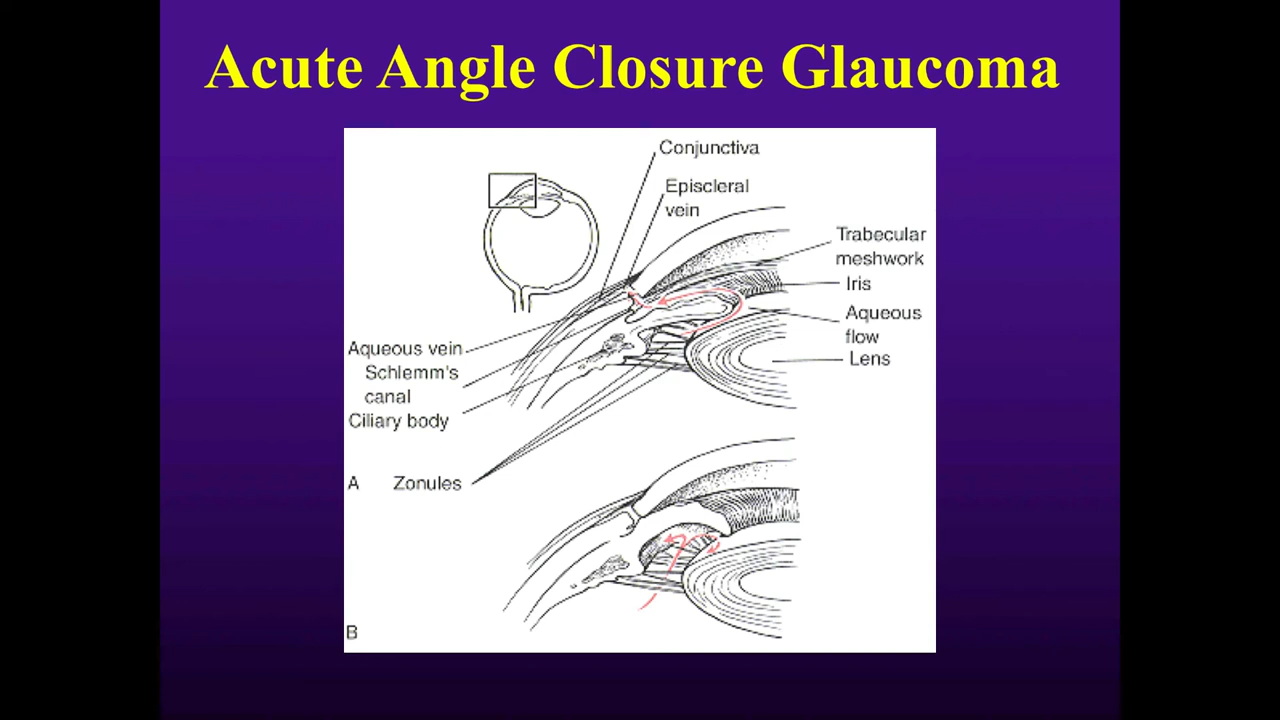 Acute Angle Closure Glaucoma
Conjunctiva
Episcleral
vein
Trabecular
meshwork
Iris
Aqueous
flow
Lens
Aqueous vein
Schlemm's
canal
Ciliary body
A
Zonules
B